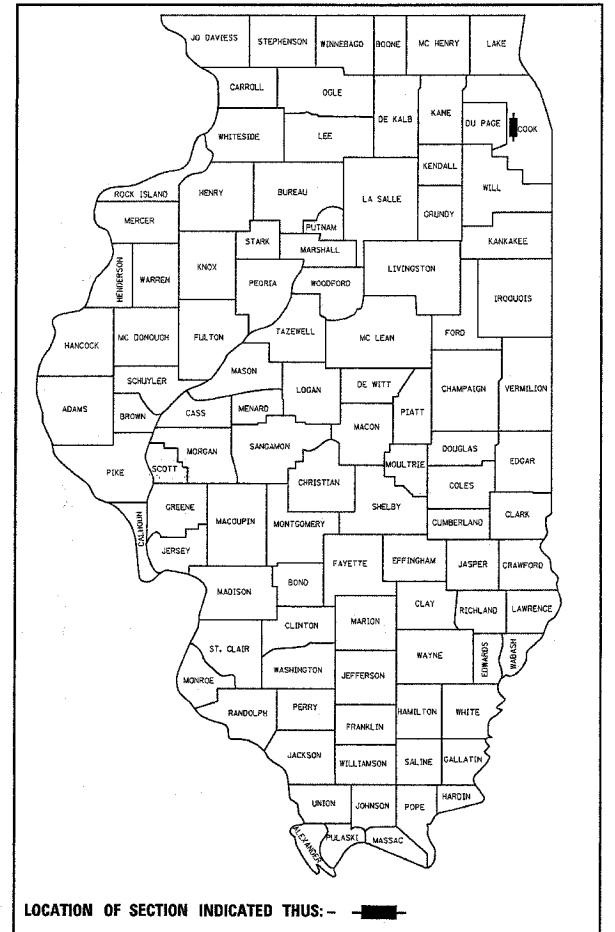 JO DAVIESS STEPHENSON WINNEBAGO BOONE MC HENRY LAKE
CARROLL OGLE DE KALB KANE DU PAGE COOK
WHITESIDE LEE
KENDALL WILL
ROCK ISLAND HENRY BUREAU LA SALLE GRUNDY
MERCER PUTNAM
STARK MARSHALL KANKAKEE
HENDERSON WARREN KNOX PEORIA WOODFORD LIVINGSTON IROQUOIS
TAZEWELL MC LEAN FORD
HANCOCK MC DONOUGH FULTON
MASON
SCHUYLER LOGAN DE WITT CHAMPAIGN VERMILION
ADAMS BROWN CASS MENARD MACON PIATT
MORGAN SANGAMON DOUGLAS EDGAR
PIKE SCOTT CHRISTIAN MOULTRIE COLES
CALHOUN GREENE MACOUPIN MONTGOMERY SHELBY CUMBERLAND CLARK
JERSEY FAYETTE EFFINGHAM JASPER CRAWFORD
MADISON BOND
CLINTON MARION CLAY RICHLAND LAWRENCE
ST. CLAIR WAYNE EDWARDS WABASH
WASHINGTON JEFFERSON
MONROE
RANDOLPH PERRY HAMILTON WHITE
FRANKLIN
JACKSON WILLIAMSON SALINE GALLATIN
UNION JOHNSON POPE HARDIN
ALEXANDER PULASKI MASSAC
LOCATION OF SECTION INDICATED THUS: -